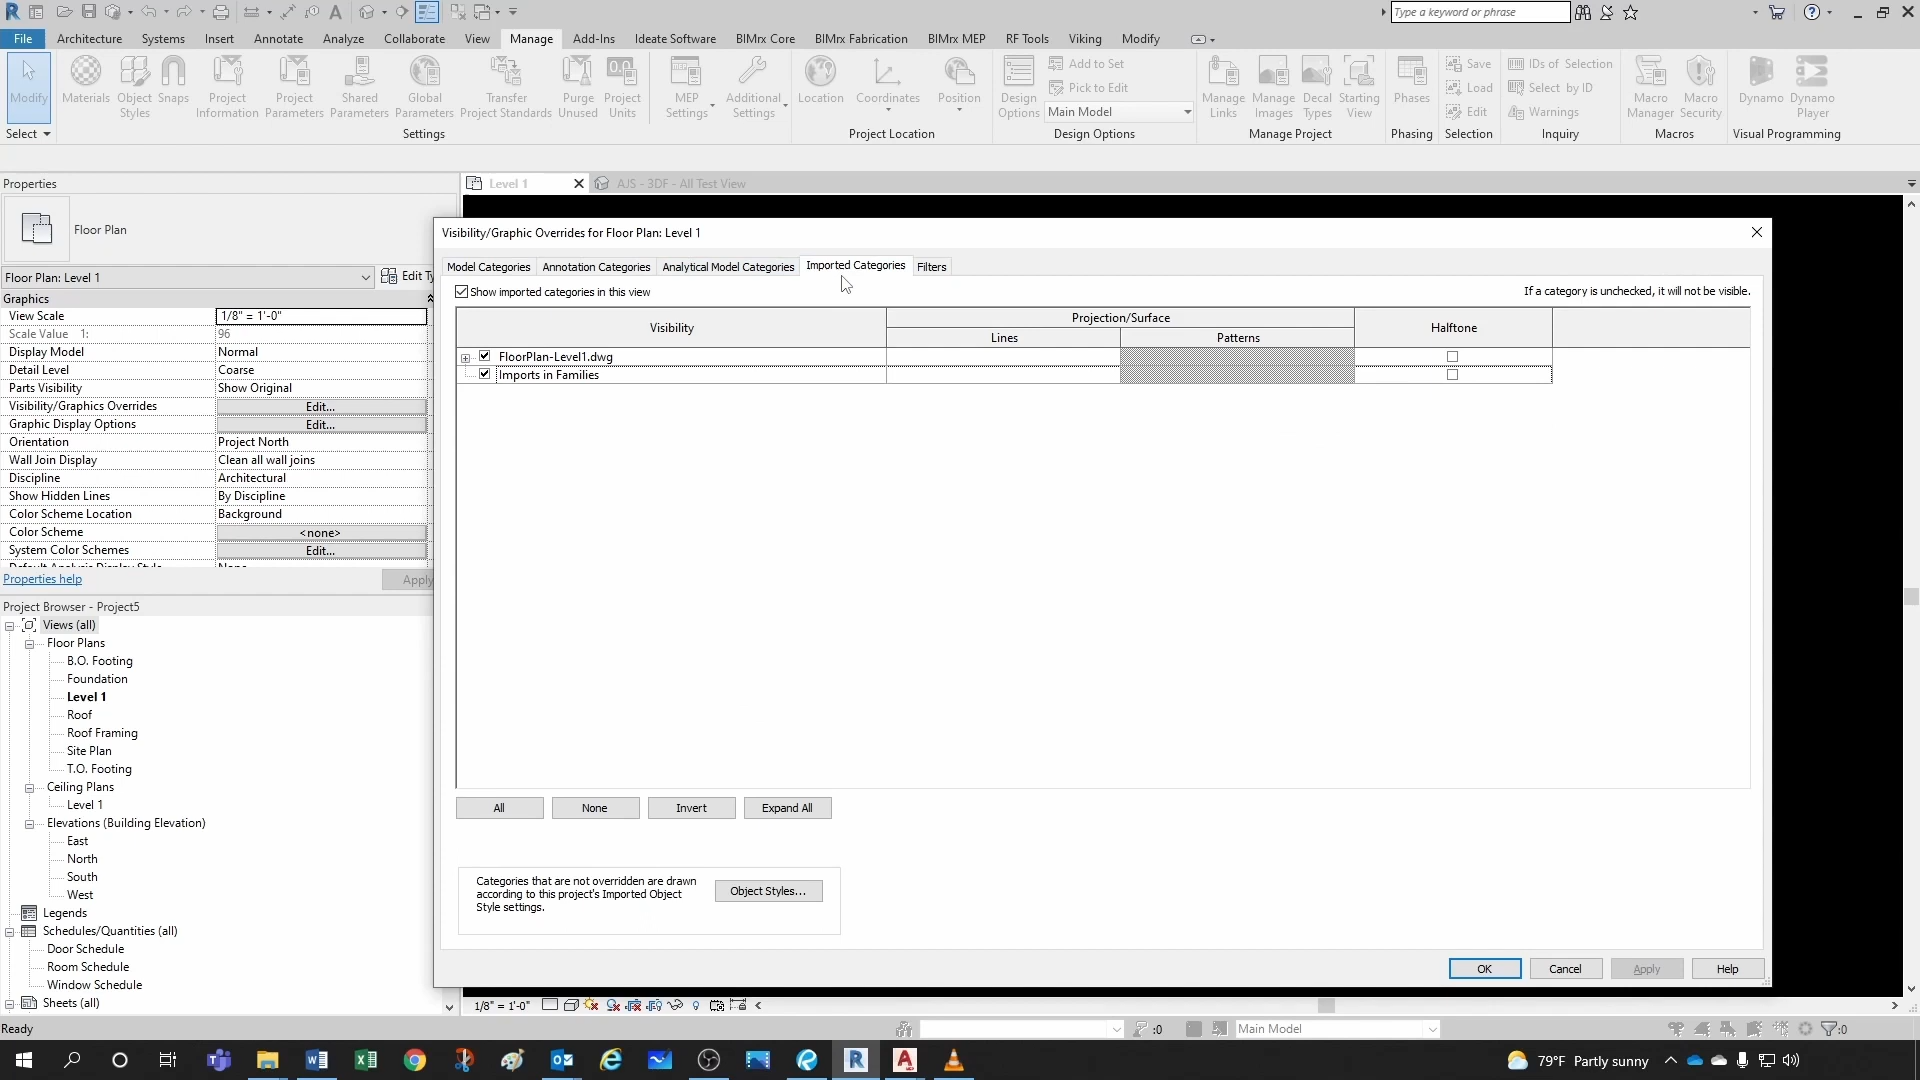 Type a keyword or phrase
File Architecture Systems Insert Annotate Analyze Collaborate View Manage Add-Ins Ideate Software BIMrx Core BIMrx Fabrication BIMrx MEP RF Tools Viking Modify
Modify
Materials
Object Styles
Snaps
Project Information
Project Parameters
Shared Parameters
Global Parameters
Transfer Project Standards
Purge Unused
Project Units
MEP Settings
Additional Settings
Location
Coordinates
Position
Design Options
Add to Set
Pick to Edit
Main Model
Manage Links
Manage Images
Decal Types
Starting View
Phases
Save
Load
Edit
IDs of Selection
Select by ID
Warnings
Macro Manager
Macro Security
Dynamo
Dynamo Player
Select Settings Project Location Design Options Manage Project Phasing Selection Inquiry Macros Visual Programming
Properties
Level 1
AJS - 3DF - All Test View
Floor Plan
Floor Plan: Level 1
Edit Ty
Graphics
View Scale 1/8" = 1'-0"
Scale Value 1: 96
Display Model Normal
Detail Level Coarse
Parts Visibility Show Original
Visibility/Graphics Overrides Edit...
Graphic Display Options Edit...
Orientation Project North
Wall Join Display Clean all wall joins
Discipline Architectural
Show Hidden Lines By Discipline
Color Scheme Location Background
Color Scheme <none>
System Color Schemes Edit...
Default Analysis Display Style None
Properties help Apply
Project Browser - Project5
Views (all)
Floor Plans
B.O. Footing
Foundation
Level 1
Roof
Roof Framing
Site Plan
T.O. Footing
Ceiling Plans
Level 1
Elevations (Building Elevation)
East
North
South
West
Legends
Schedules/Quantities (all)
Door Schedule
Room Schedule
Window Schedule
Sheets (all)
Visibility/Graphic Overrides for Floor Plan: Level 1
Model Categories Annotation Categories Analytical Model Categories Imported Categories Filters
Show imported categories in this view
If a category is unchecked, it will not be visible.
Visibility Projection/Surface Halftone
Lines Patterns
FloorPlan-Level1.dwg
Imports in Families
All None Invert Expand All
Categories that are not overridden are drawn
according to this project's Imported Object
Style settings.
Object Styles...
OK Cancel Apply Help
1/8" = 1'-0"
Ready
:0
Main Model
:0
79°F Partly sunny